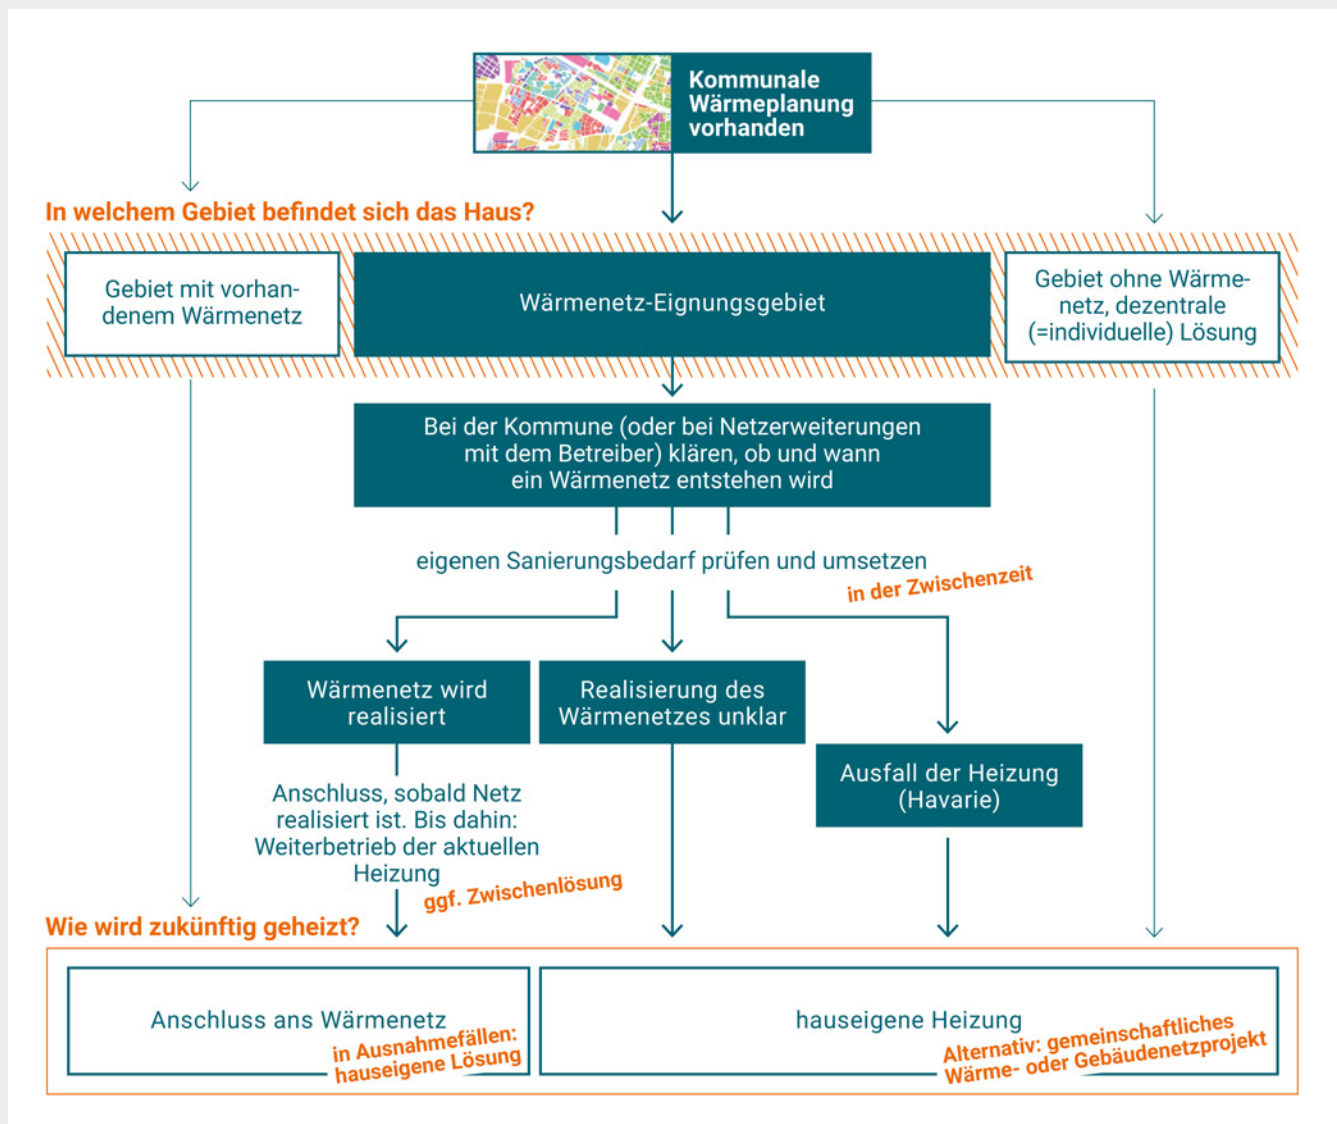 Kommunale
Wärmeplanung
vorhanden
In welchem Gebiet befindet sich das Haus?
Gebiet mit vorhan-
denem Wärmenetz
Wärmenetz-Eignungsgebiet
Gebiet ohne Wärme-
netz, dezentrale
(=individuelle) Lösung
Bei der Kommune (oder bei Netzerweiterungen
mit dem Betreiber) klären, ob und wann
ein Wärmenetz entstehen wird
eigenen Sanierungsbedarf prüfen und umsetzen
in der Zwischenzeit
Wärmenetz wird
realisiert
Realisierung des
Wärmenetzes unklar
Ausfall der Heizung
(Havarie)
Anschluss, sobald Netz
realisiert ist. Bis dahin:
Weiterbetrieb der aktuellen
Heizung
ggf. Zwischenlösung
Wie wird zukünftig geheizt?
Anschluss ans Wärmenetz
in Ausnahmefällen:
hauseigene Lösung
hauseigene Heizung
Alternativ: gemeinschaftliches
Wärme- oder Gebäudenetzprojekt